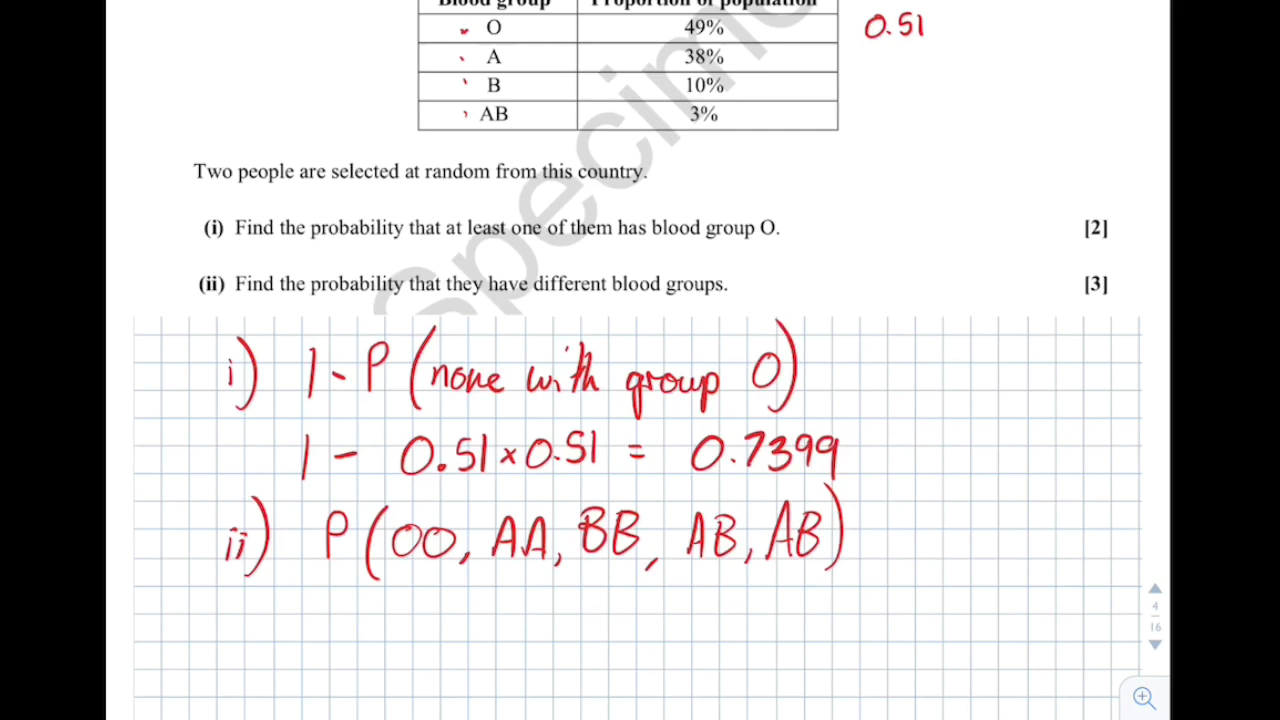 Blood group Proportion of population
O 49% 0.51
A 38%
B 10%
AB 3%
Two people are selected at random from this country.
(i) Find the probability that at least one of them has blood group O. [2]
(ii) Find the probability that they have different blood groups. [3]
i) 1 - P (none with group O)
1 - 0.51 × 0.51 = 0.7399
ii) P (OO, AA, BB, AB, AB)
4
16
Specime